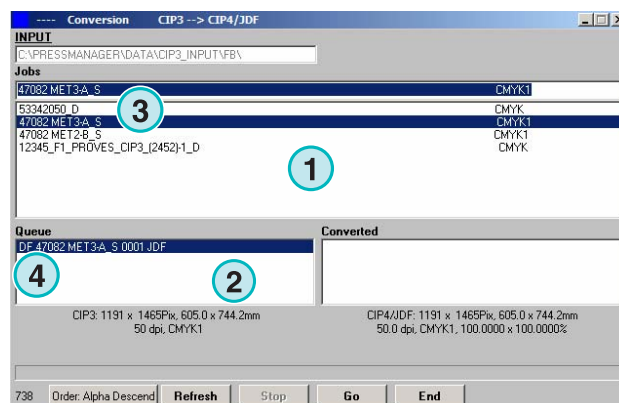 ---- Conversion CIP3 --> CIP4/JDF
INPUT
C:\PRESSMANAGER\DATA\CIP3_INPUT\FB\
Jobs
47082 MET3-A_S CMYK1
3
53342050_D CMYK
47082 MET3-A_S CMYK1
47082 MET2-B_S CMYK1
12345_F1_PROVES_CIP3_(2452)-1_D CMYK
1
Queue Converted
DF 47082 MET3-A_S 0001 JDF
4 2
CIP3: 1191 x 1465Pix, 605.0 x 744.2mm CIP4/JDF: 1191 x 1465Pix, 605.0 x 744.2mm
50 dpi, CMYK1 50.0 dpi, CMYK1, 100.0000 x 100.0000%
738 Order: Alpha Descend Refresh Stop Go End